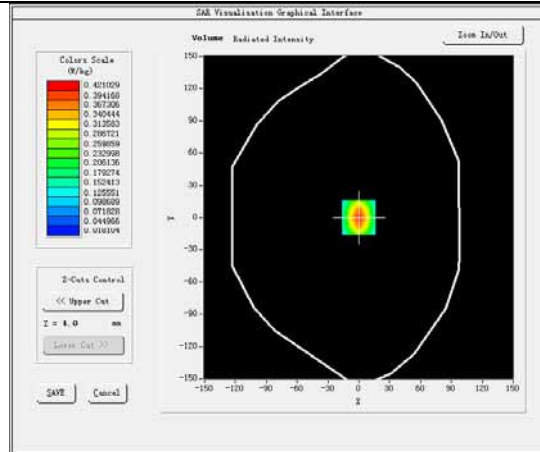 SAR Visualisation Graphical Interface
Colors Scale
(W/kg)
0.421029
0.394168
0.367306
0.340444
0.313583
0.286721
0.259859
0.232998
0.206136
0.179274
0.152413
0.125551
0.098689
0.071828
0.044966
0.018104
Volume Radiated Intensity
Zoom In/Out
150
120
90
60
30
0
-30
-60
-90
-120
-150
Y
-150 -120 -90 -60 -30 0 30 60 90 120 150
X
Z-Cuts Control
<< Upper Cut
Z = 4.0 mm
Lower Cut >>
SAVE Cancel